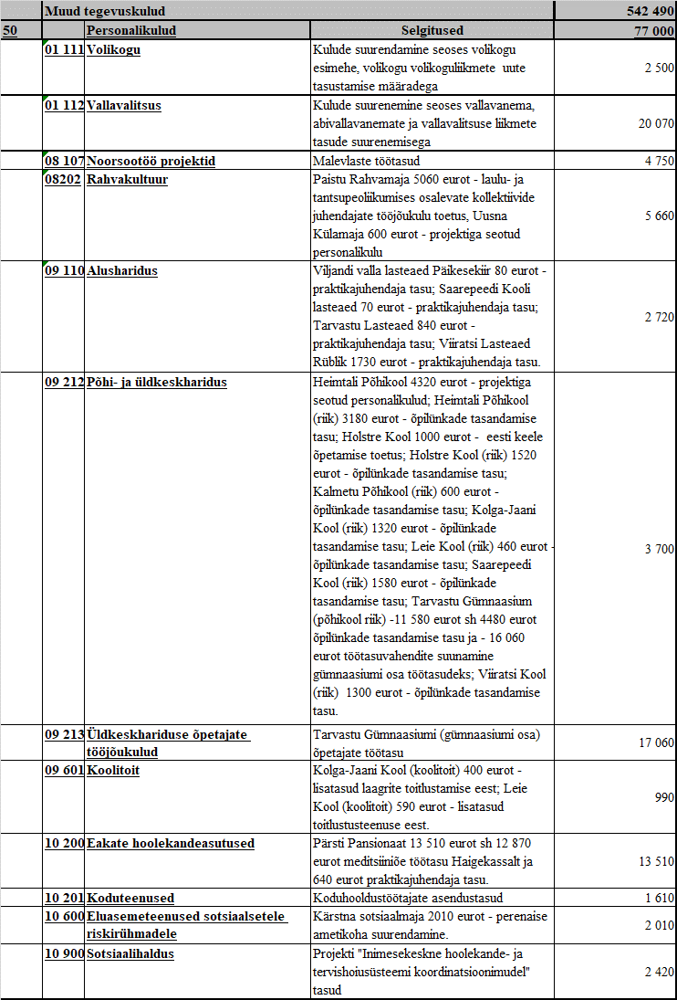 Muud tegevuskulud 542 490
50 Personalikulud Selgitused 77 000
01 111 Volikogu Kulude suurendamine seoses volikogu
esimehe, volikogu volikoguliikmete uute
tasustamise määradega
2 500
01 112 Vallavalitsus Kulude suurenemine seoses vallavanema,
abivallavanemate ja vallavalitsuse liikmete
tasude suurenemisega
20 070
08 107 Noorsootöö projektid Malevlaste töötasud 4 750
08202 Rahvakultuur Paistu Rahvamaja 5060 eurot - laulu- ja
tantsupeoliikumises osalevate kollektiivide
juhendajate tööjõukulu toetus, Uusna
Külamaja 600 eurot - projektiga seotud
personalikulu
5 660
09 110 Alusharidus Viljandi valla lasteaed Päikesekiir 80 eurot -
praktikajuhendaja tasu; Saarepeedi Kooli
lasteaed 70 eurot - praktikajuhendaja tasu;
Tarvastu Lasteaed 840 eurot -
praktikajuhendaja tasu; Viiratsi Lasteaed
Rüblik 1730 eurot - praktikajuhendaja tasu.
2 720
09 212 Põhi- ja üldkeskharidus Heimtali Põhikool 4320 eurot - projektiga
seotud personalikulud; Heimtali Põhikool
(riik) 3180 eurot - õpilünkade tasandamise
tasu; Holstre Kool 1000 eurot - eesti keele
õpetamise toetus; Holstre Kool (riik) 1520
eurot - õpilünkade tasandamise tasu;
Kalmetu Põhikool (riik) 600 eurot -
õpilünkade tasandamise tasu; Kolga-Jaani
Kool (riik) 1320 eurot - õpilünkade
tasandamise tasu; Leie Kool (riik) 460 eurot -
õpilünkade tasandamise tasu; Saarepeedi
Kool (riik) 1580 eurot - õpilünkade
tasandamise tasu; Tarvastu Gümnaasium
(põhikool riik) -11 580 eurot sh 4480 eurot
õpilünkade tasandamise tasu ja - 16 060
eurot töötasuvahendite suunamine
gümnaasiumi osa töötasudeks; Viiratsi Kool
(riik) 1300 eurot - õpilünkade tasandamise
tasu.
3 700
09 213 Üldkeskhariduse õpetajate
tööjõukulud
Tarvastu Gümnaasiumi (gümnaasiumi osa)
õpetajate töötasu
17 060
09 601 Koolitoit Kolga-Jaani Kool (koolitoit) 400 eurot -
lisatasud laagrite toitlustamise eest; Leie
Kool (koolitoit) 590 eurot - lisatasud
toitlustusteenuse eest.
990
10 200 Eakate hoolekandeasutused Pärsti Pansionaat 13 510 eurot sh 12 870
eurot meditsiiniõe töötasu Haigekassalt ja
640 eurot praktikajuhendaja tasu.
13 510
10 201 Koduteenused Koduhooldustöötajate asendustasud 1 610
10 600 Eluasemeteenused sotsiaalsetele
riskirühmadele
Kärstna sotsiaalmaja 2010 eurot - perenaise
ametikoha suurendamine.
2 010
10 900 Sotsiaalihaldus Projekti "Inimesekeskne hoolekande- ja
tervishoiusüsteemi koordinatsioonimudel"
tasud
2 420